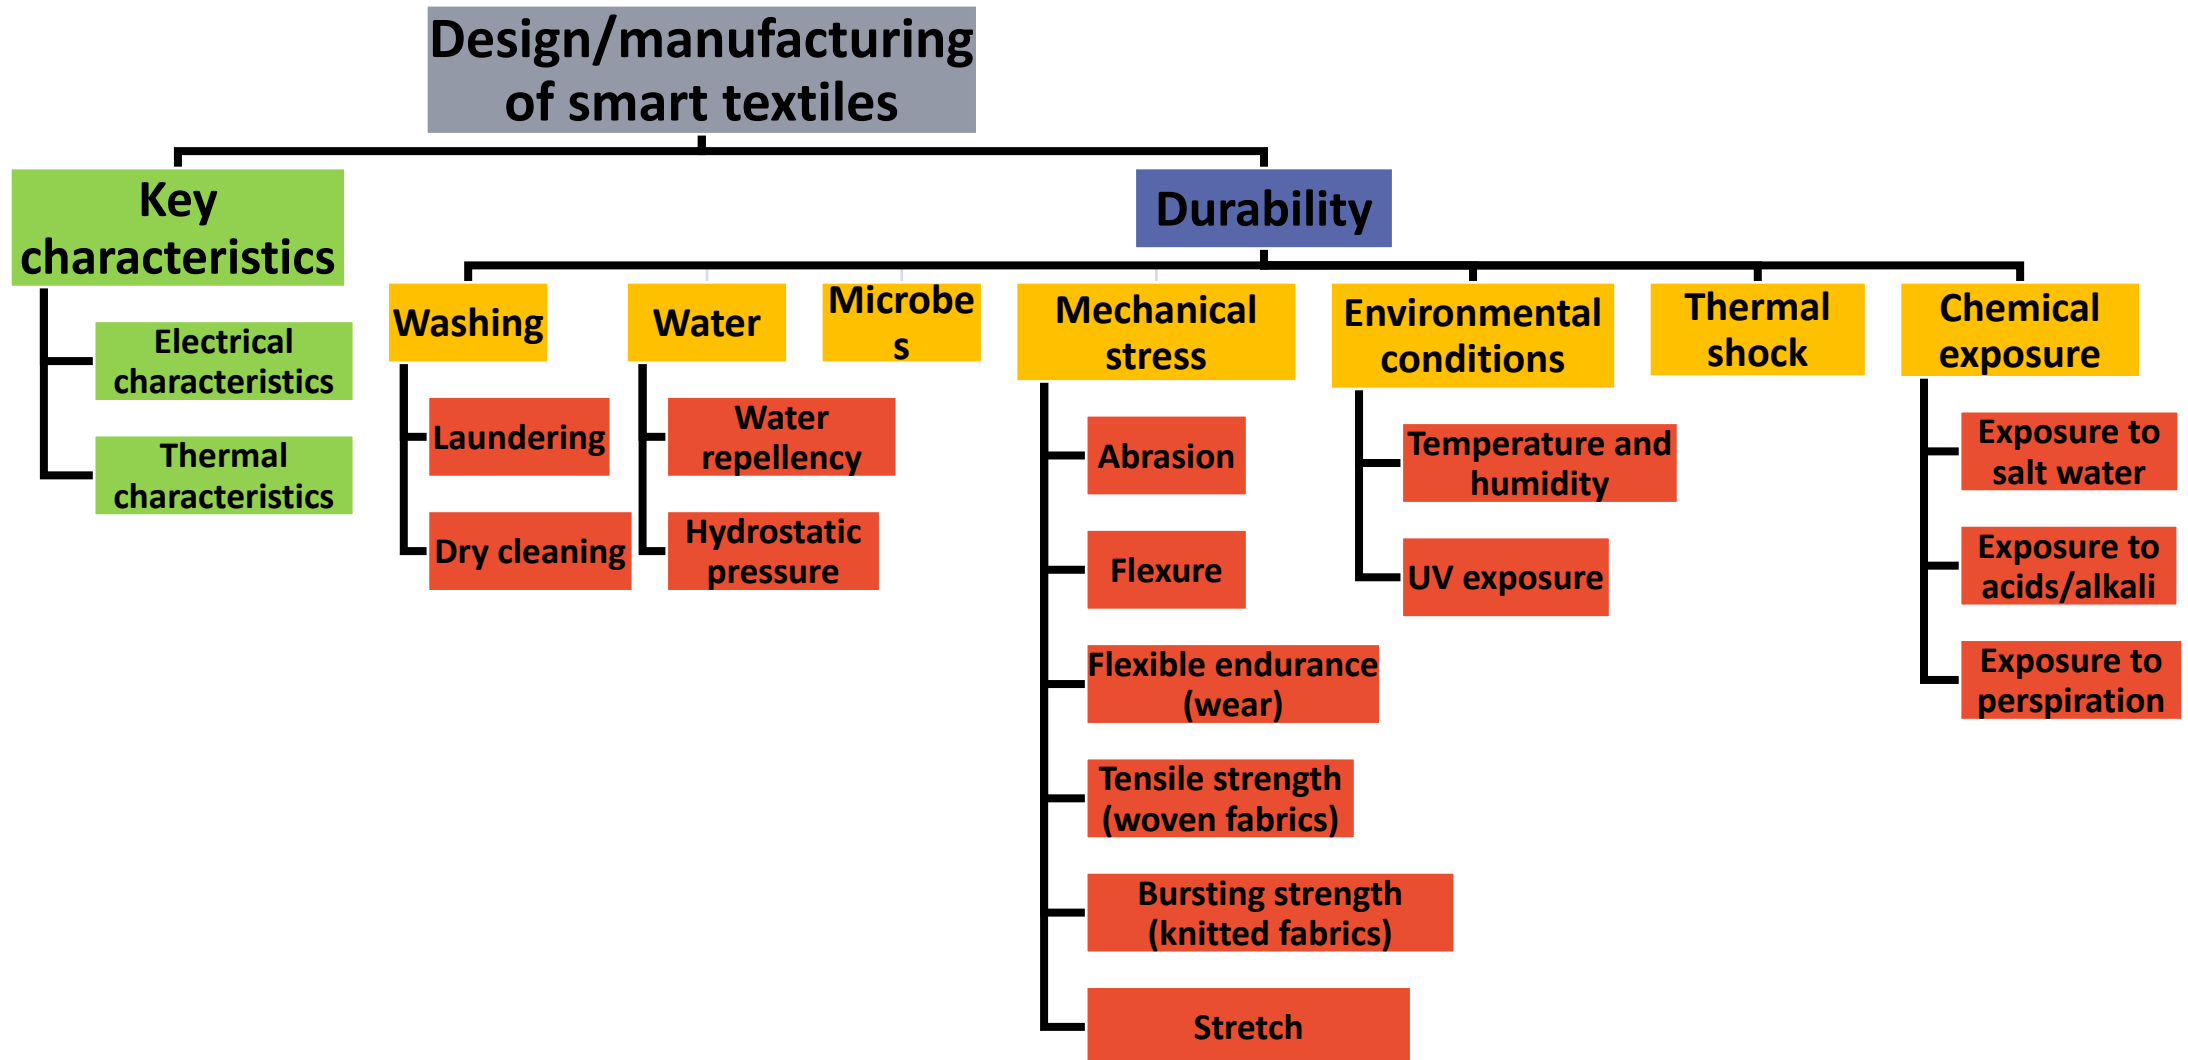 Design/manufacturing
of smart textiles
Key
characteristics
Electrical
characteristics
Thermal
characteristics
Durability
Washing
Laundering
Dry cleaning
Water
Water
repellency
Hydrostatic
pressure
Microbe
s
Mechanical
stress
Abrasion
Flexure
Flexible endurance
(wear)
Tensile strength
(woven fabrics)
Bursting strength
(knitted fabrics)
Stretch
Environmental
conditions
Temperature and
humidity
UV exposure
Thermal
shock
Chemical
exposure
Exposure to
salt water
Exposure to
acids/alkali
Exposure to
perspiration